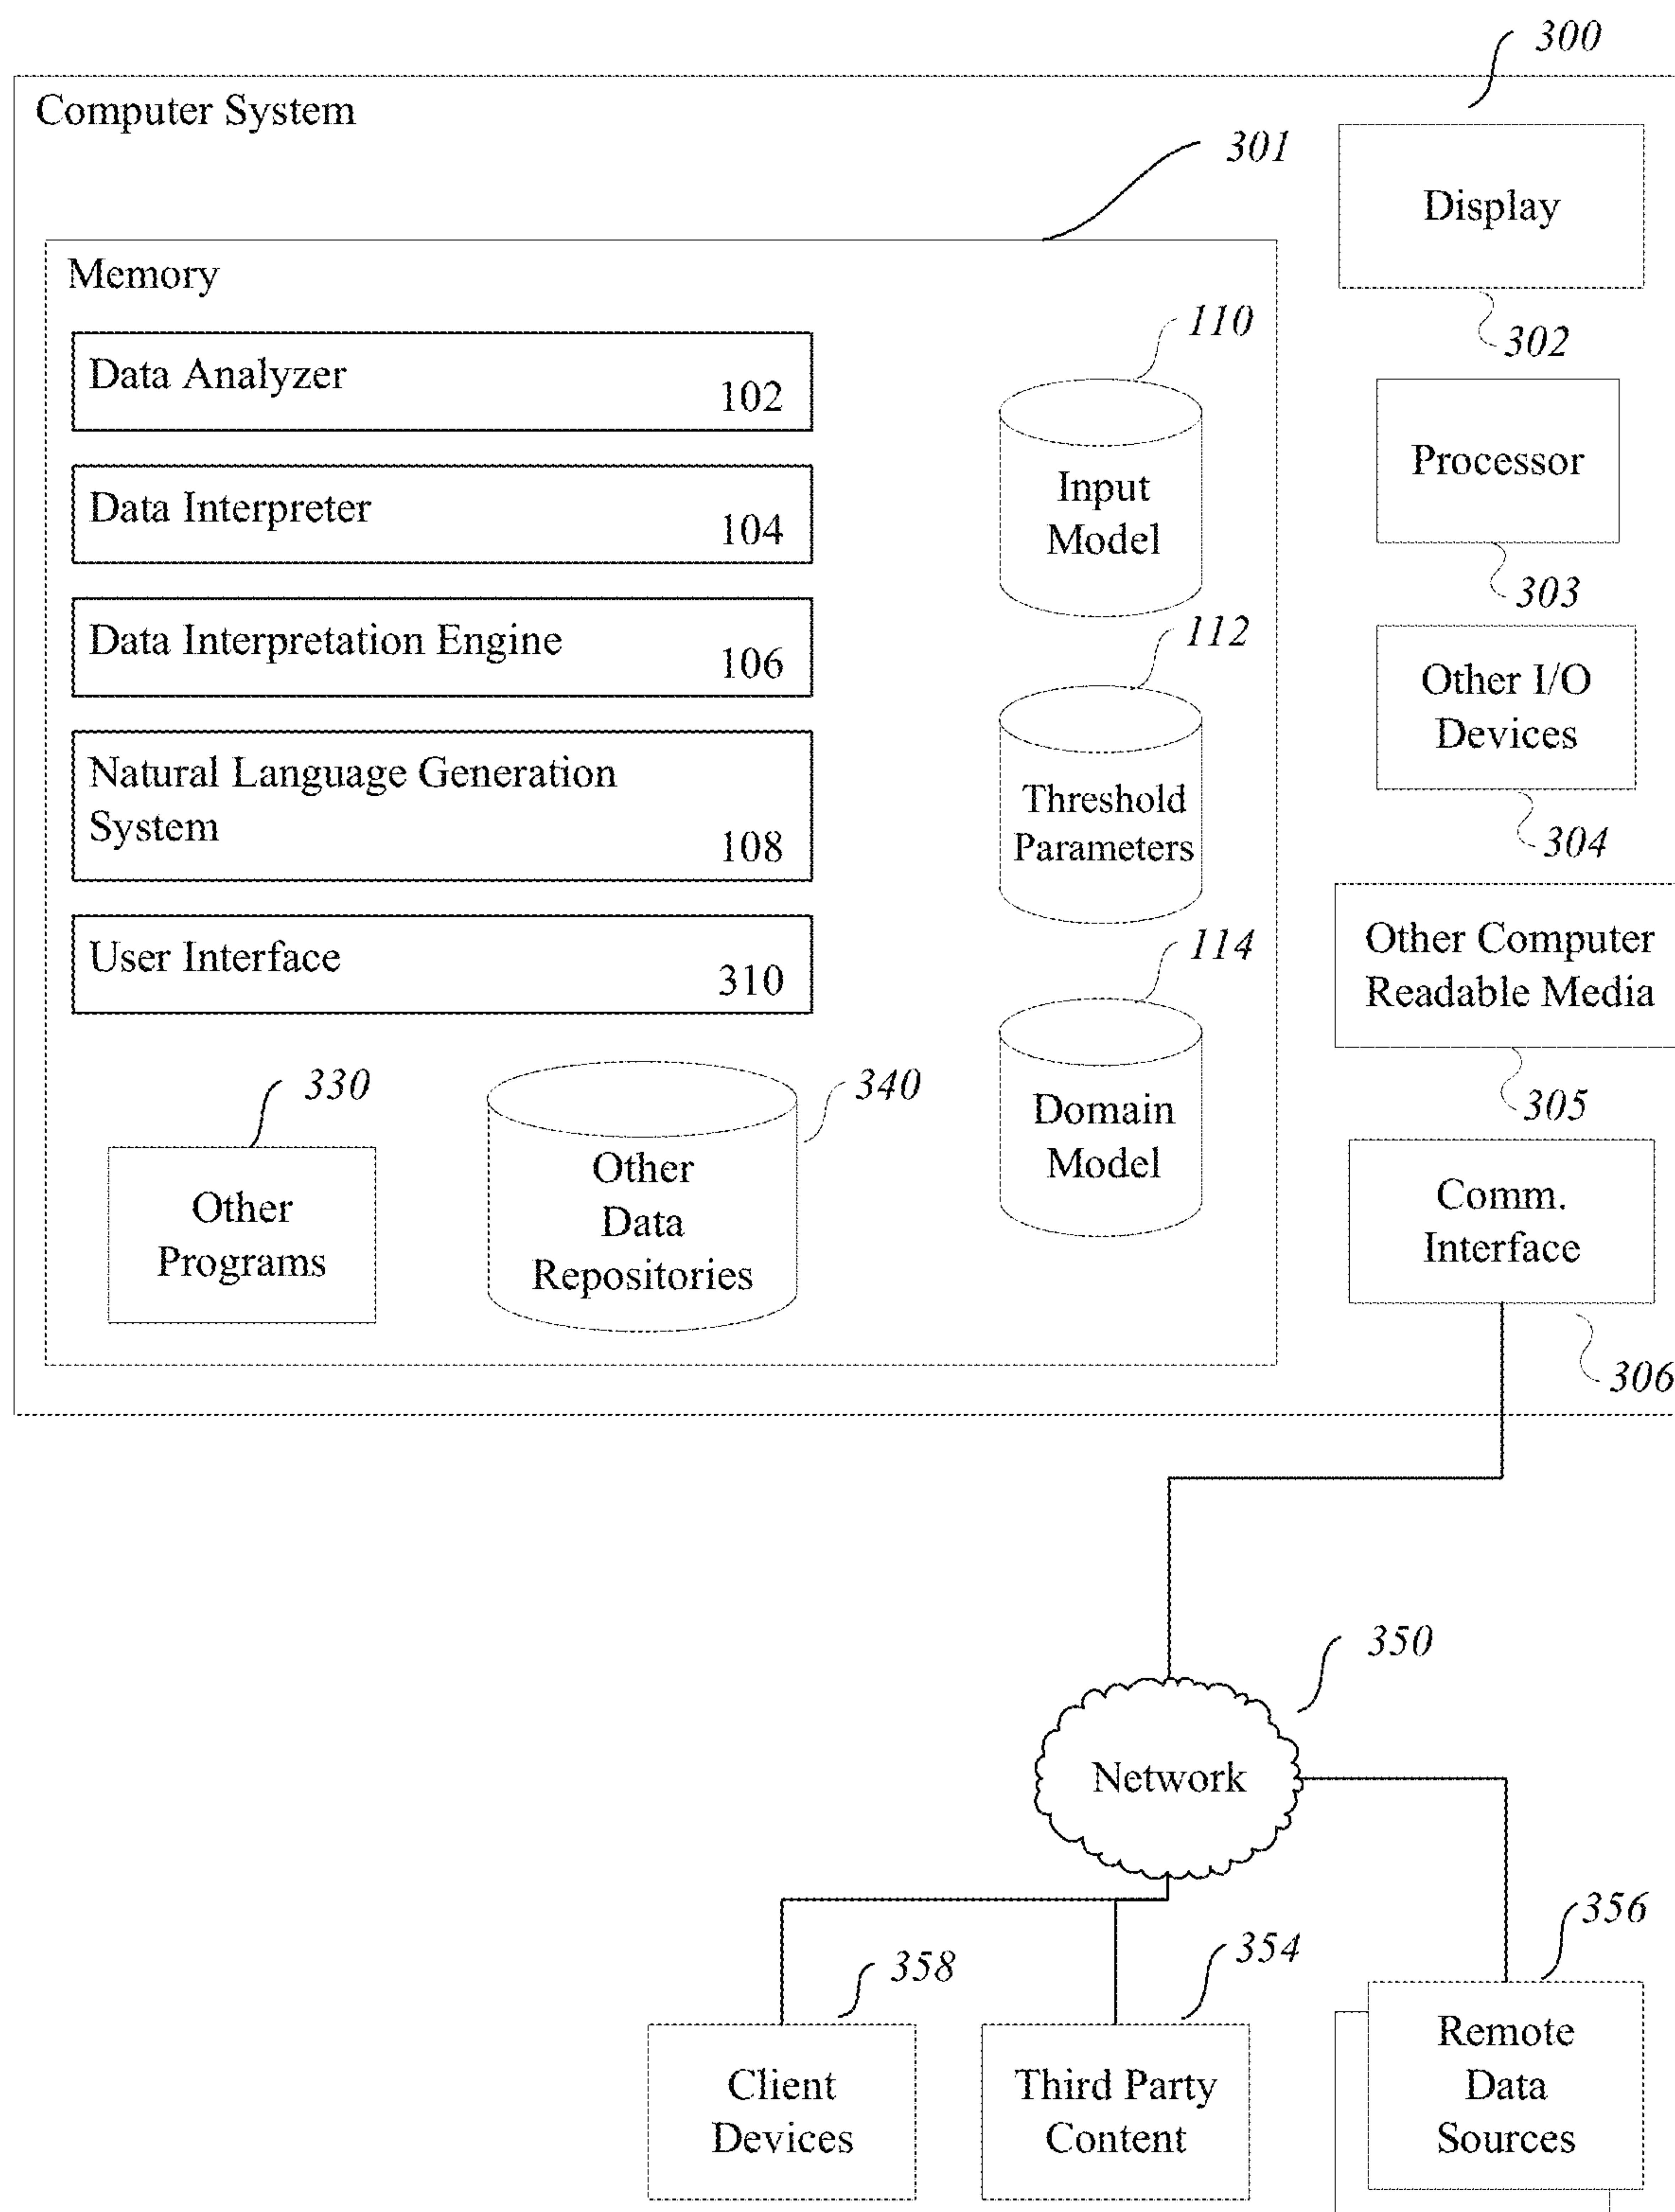 300
Computer System
301
Display
302
Memory
Data Analyzer
102
Data Interpreter
104
Data Interpretation Engine
106
Natural Language Generation
System
108
User Interface
310
330
Other
Programs
340
Other
Data
Repositories
110
Input
Model
112
Threshold
Parameters
114
Domain
Model
Processor
303
Other I/O
Devices
304
Other Computer
Readable Media
305
Comm.
Interface
306
350
Network
358
Client
Devices
354
Third Party
Content
356
Remote
Data
Sources